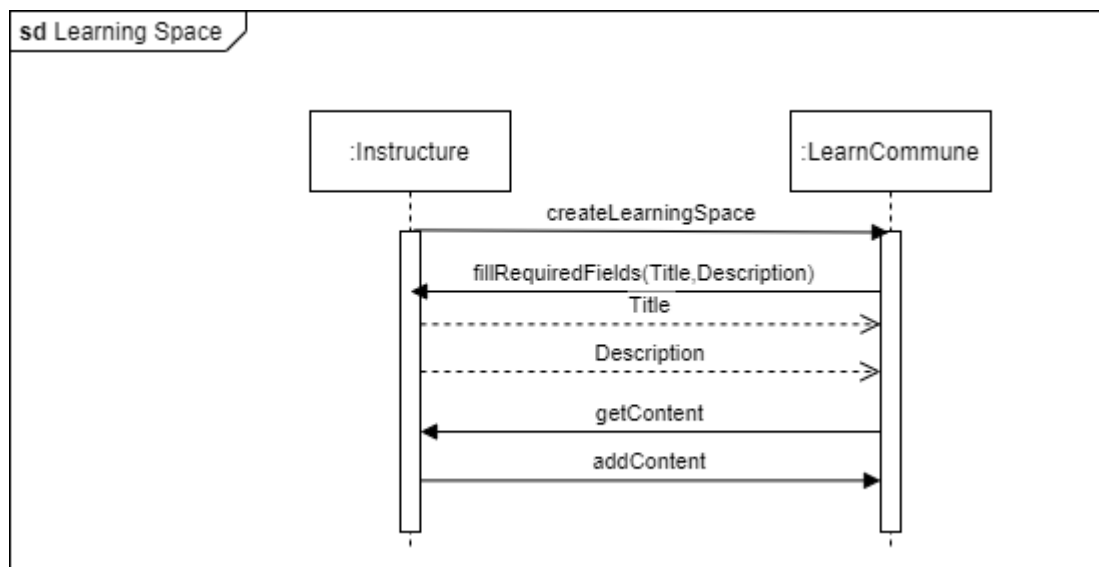 sd Learning Space
:Instructure
:LearnCommune
createLearningSpace
fillRequiredFields(Title,Description)
Title
Description
getContent
addContent